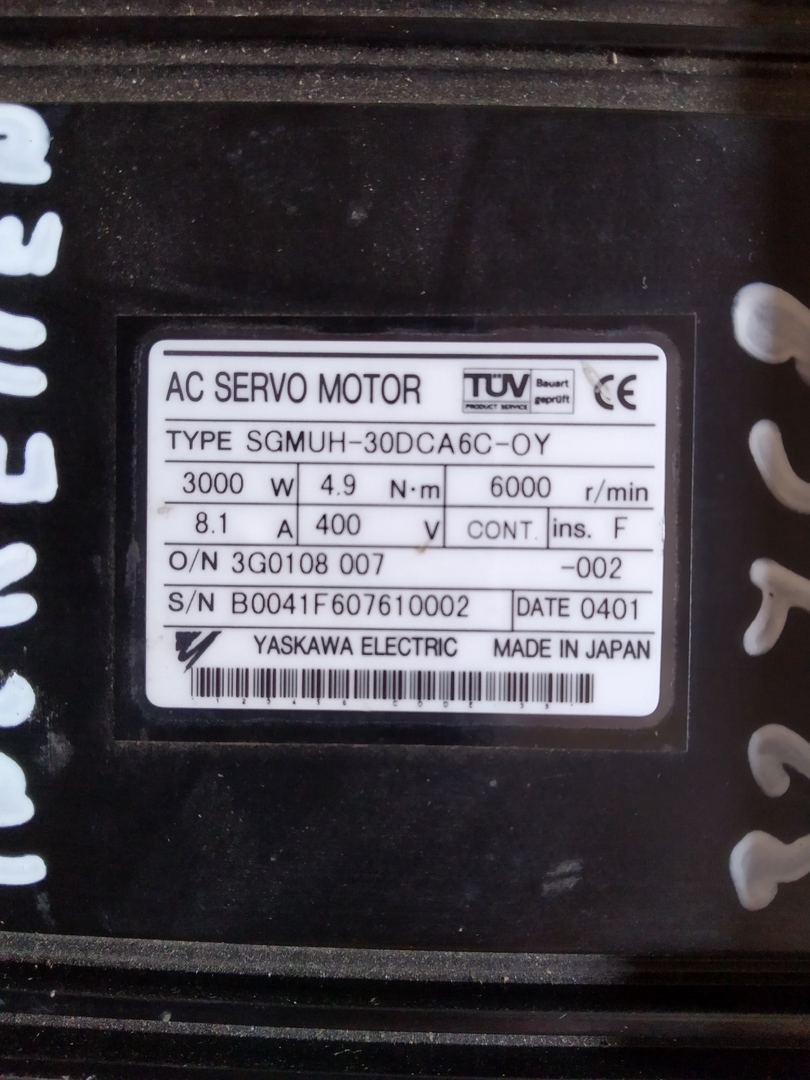 AC SERVO MOTOR TÜV PRODUCT SERVICE Bauart geprüft CE
TYPE SGMUH-30DCA6C-OY
3000 W 4.9 N·m 6000 r/min
8.1 A 400 V CONT. ins. F
O/N 3G0108 007 -002
S/N B0041F607610002 DATE 0401
YASKAWA ELECTRIC MADE IN JAPAN